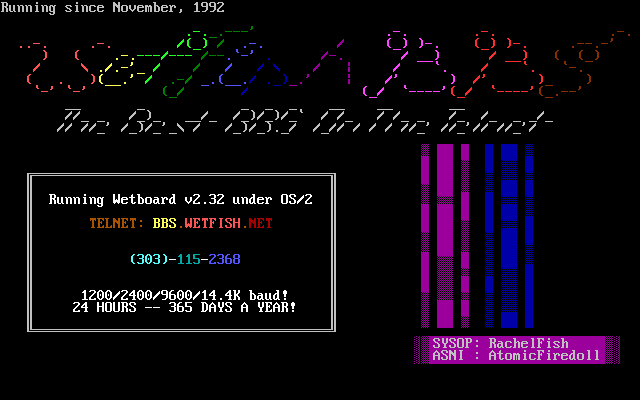 Running since November, 1992
Wetfish BBS
The Best BBS On The Telnet
Running Wetboard v2.32 under OS/2
TELNET: BBS.WETFISH.NET
(303)-115-2368
1200/2400/9600/14.4K baud!
24 HOURS -- 365 DAYS A YEAR!
SYSOP: RachelFish
ASNI : AtomicFiredoll